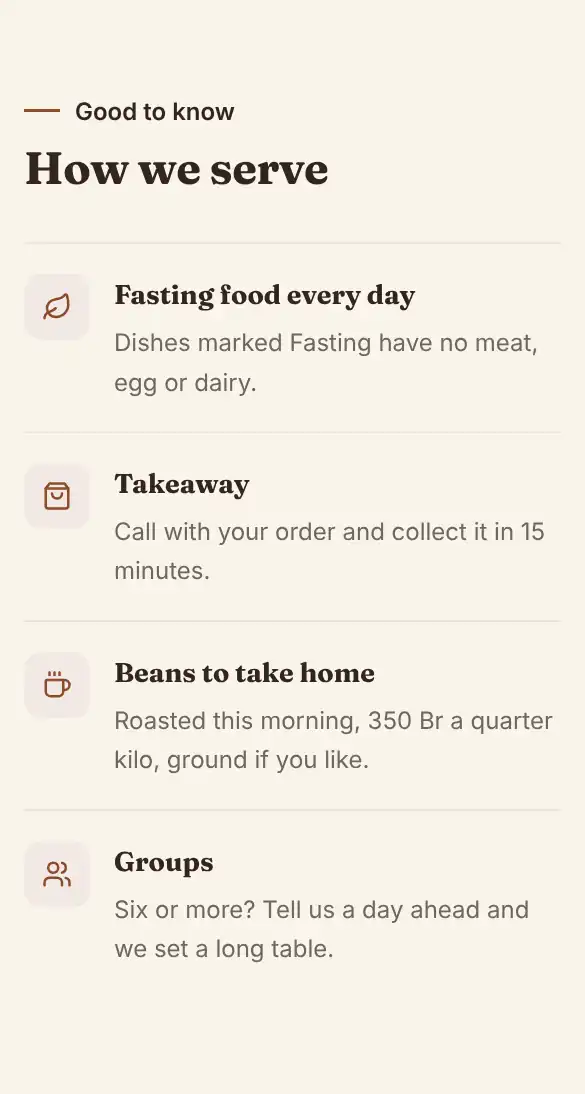 Good to know
How we serve
Fasting food every day
Dishes marked Fasting have no meat,
egg or dairy.
Takeaway
Call with your order and collect it in 15
minutes.
Beans to take home
Roasted this morning, 350 Br a quarter
kilo, ground if you like.
Groups
Six or more? Tell us a day ahead and
we set a long table.